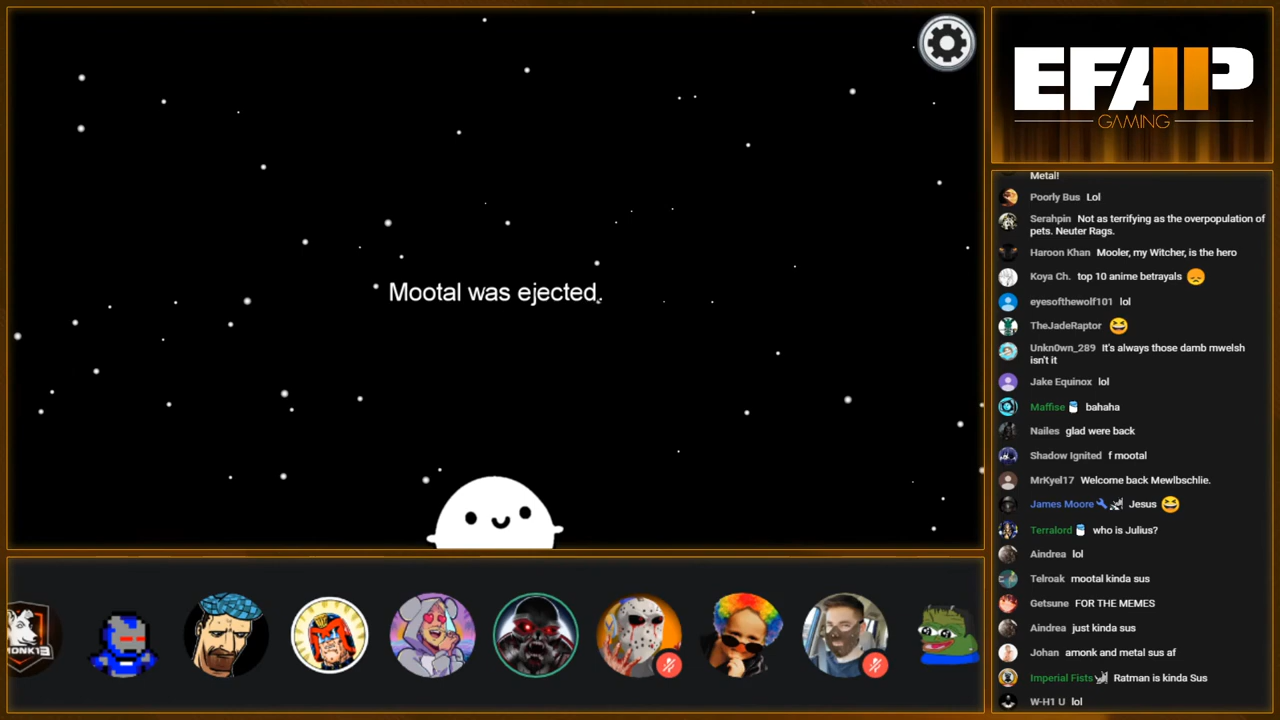 Mootal was ejected.
EFAP
GAMING
Metal!
Poorly Bus Lol
Serahpin Not as terrifying as the overpopulation of
pets. Neuter Rags.
Haroon Khan Mooler, my Witcher, is the hero
Koya Ch. top 10 anime betrayals 😞
eyesofthewolf101 lol
TheJadeRaptor 😆
Unkn0wn_289 It's always those damb mwelsh
isn't it
Jake Equinox lol
Maffise bahaha
Nailes glad were back
Shadow Ignited f mootal
MrKyel17 Welcome back Mewlbschlie.
James Moore Jesus 😆
Terralord who is Julius?
Aindrea lol
Telroak mootal kinda sus
Getsune FOR THE MEMES
Aindrea just kinda sus
Johan amonk and metal sus af
Imperial Fists Ratman is kinda Sus
W-H1 U lol